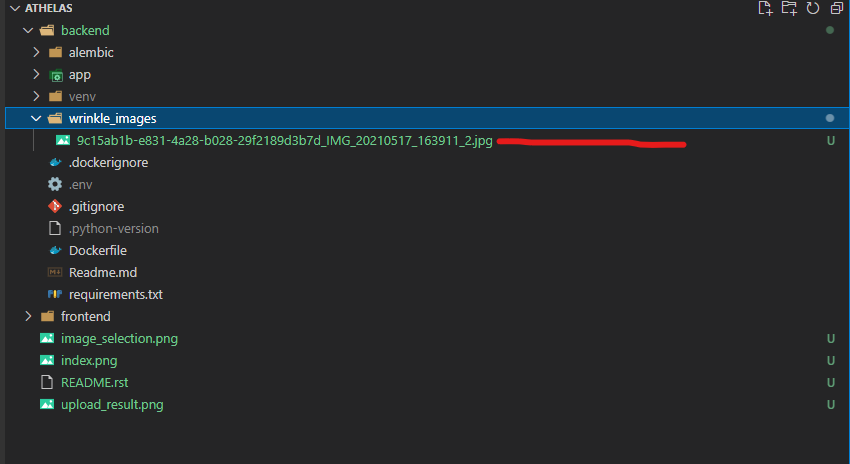 ATHELAS
backend
alembic
app
venv
wrinkle_images
9c15ab1b-e831-4a28-b028-29f2189d3b7d_IMG_20210517_163911_2.jpg U
.dockerignore
.env
.gitignore
.python-version
Dockerfile
Readme.md
requirements.txt
frontend
image_selection.png U
index.png U
README.rst U
upload_result.png U